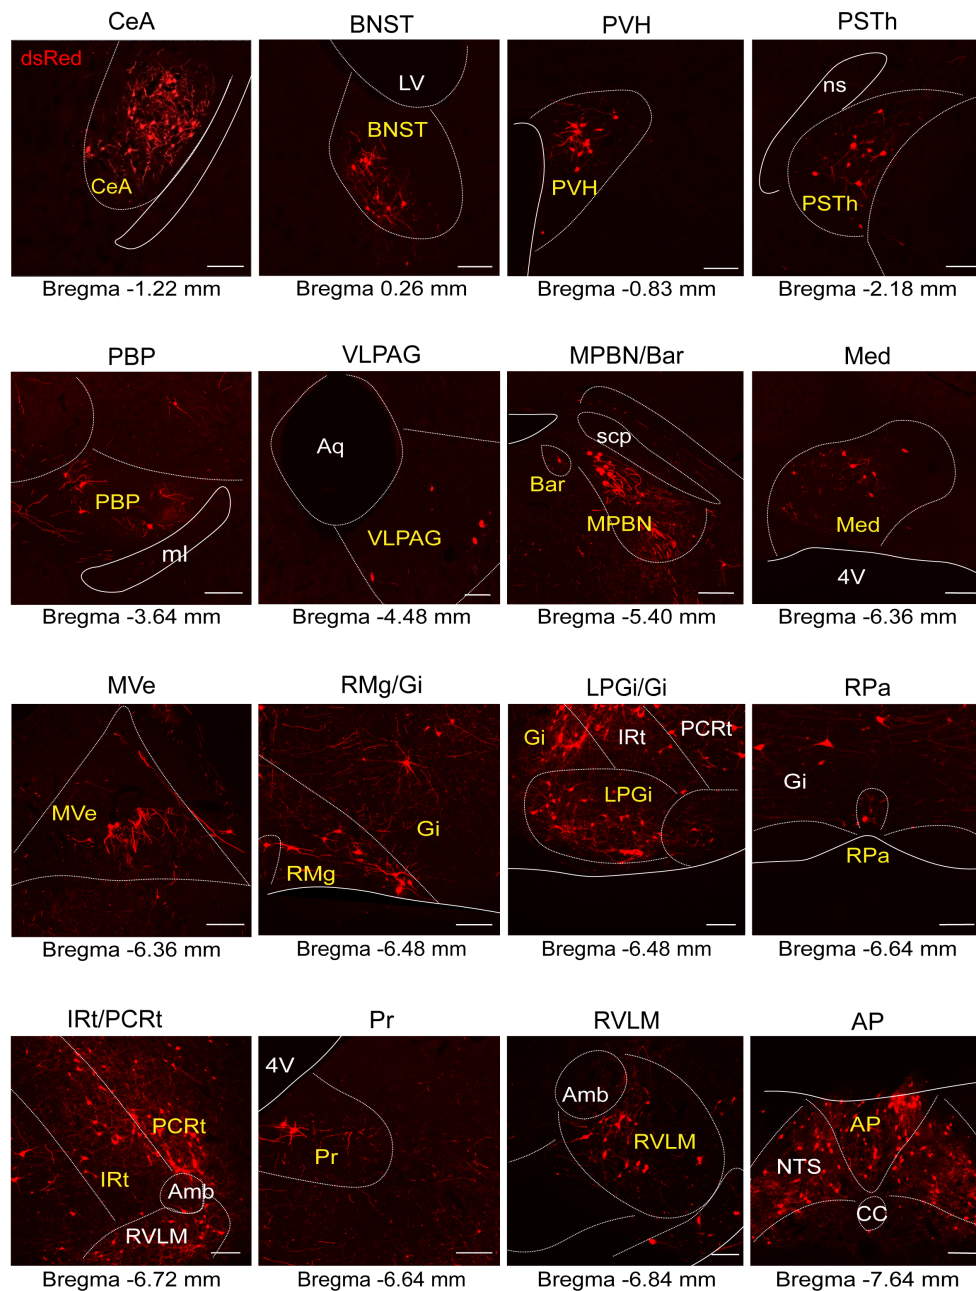 CeA
BNST
PVH
PSTh
dsRed
CeA
LV
BNST
PVH
ns
PSTh
Bregma -1.22 mm
Bregma 0.26 mm
Bregma -0.83 mm
Bregma -2.18 mm
PBP
VLPAG
MPBN/Bar
Med
PBP
ml
Aq
VLPAG
scp
Bar
MPBN
Med
4V
Bregma -3.64 mm
Bregma -4.48 mm
Bregma -5.40 mm
Bregma -6.36 mm
MVe
RMg/Gi
LPGi/Gi
RPa
MVe
Gi
RMg
Gi
IRt
PCRt
LPGi
Gi
RPa
Bregma -6.36 mm
Bregma -6.48 mm
Bregma -6.48 mm
Bregma -6.64 mm
IRt/PCRt
Pr
RVLM
AP
PCRt
IRt
Amb
RVLM
4V
Pr
Amb
RVLM
AP
NTS
CC
Bregma -6.72 mm
Bregma -6.64 mm
Bregma -6.84 mm
Bregma -7.64 mm